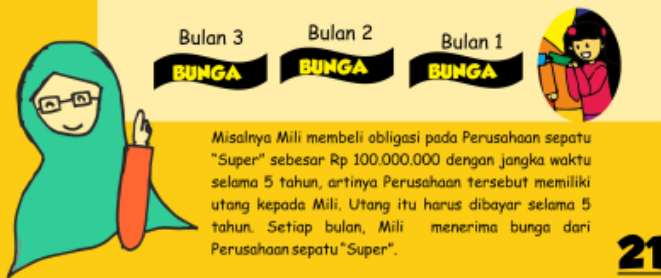 Bulan 3
Bulan 2
Bulan 1
BUNGA
BUNGA
BUNGA
Misalnya Mili membeli obligasi pada Perusahaan sepatu
"Super" sebesar Rp 100.000.000 dengan jangka waktu
selama 5 tahun, artinya Perusahaan tersebut memiliki
utang kepada Mili. Utang itu harus dibayar selama 5
tahun. Setiap bulan, Mili menerima bunga dari
Perusahaan sepatu "Super".
21